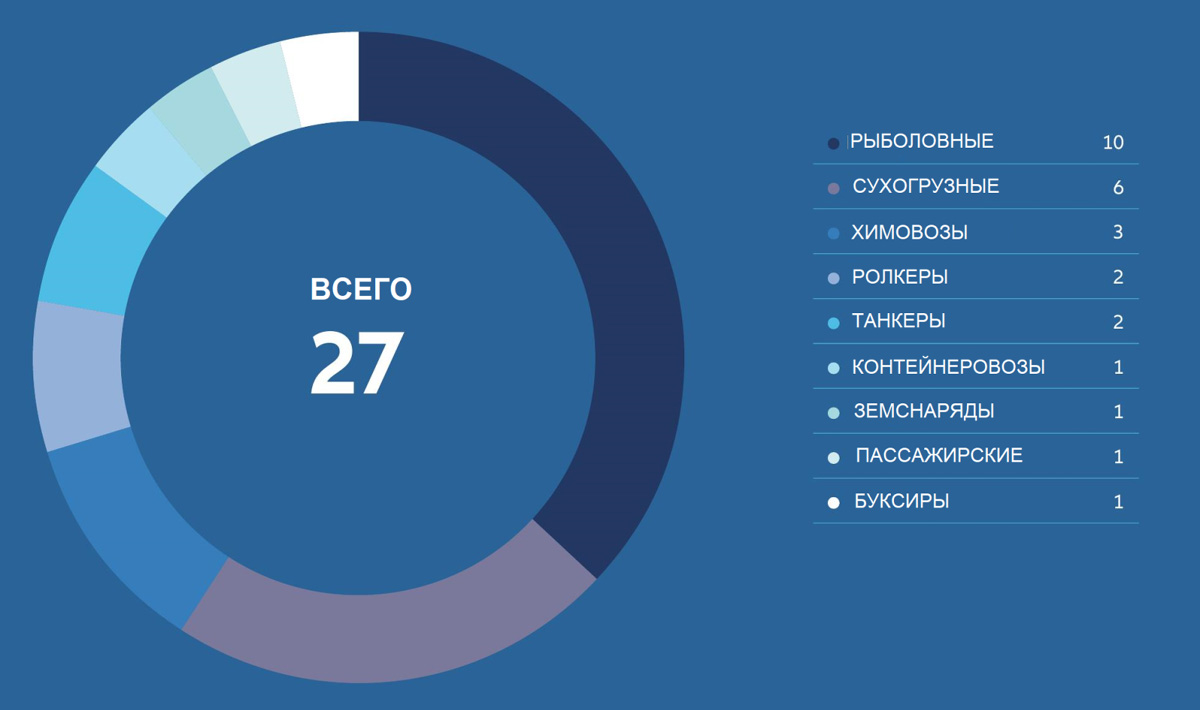 ВСЕГО
27
РЫБОЛОВНЫЕ 10
СУХОГРУЗНЫЕ 6
ХИМОВОЗЫ 3
РОЛКЕРЫ 2
ТАНКЕРЫ 2
КОНТЕЙНЕРОВОЗЫ 1
ЗЕМСНАРЯДЫ 1
ПАССАЖИРСКИЕ 1
БУКСИРЫ 1